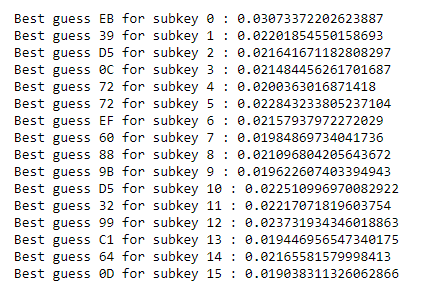 Best guess EB for subkey 0 : 0.03073372202623887
Best guess 39 for subkey 1 : 0.02201854550158693
Best guess D5 for subkey 2 : 0.021641671182808297
Best guess 0C for subkey 3 : 0.021484456261701687
Best guess 72 for subkey 4 : 0.0200363016871418
Best guess 72 for subkey 5 : 0.022843233805237104
Best guess EF for subkey 6 : 0.02157937972272029
Best guess 60 for subkey 7 : 0.01984869734041736
Best guess 88 for subkey 8 : 0.021096804205643672
Best guess 9B for subkey 9 : 0.019622607403394943
Best guess D5 for subkey 10 : 0.022510996970082922
Best guess 32 for subkey 11 : 0.02217071819603754
Best guess 99 for subkey 12 : 0.023731934346018863
Best guess C1 for subkey 13 : 0.019446956547340175
Best guess 64 for subkey 14 : 0.02165581579998413
Best guess 0D for subkey 15 : 0.019038311326062866